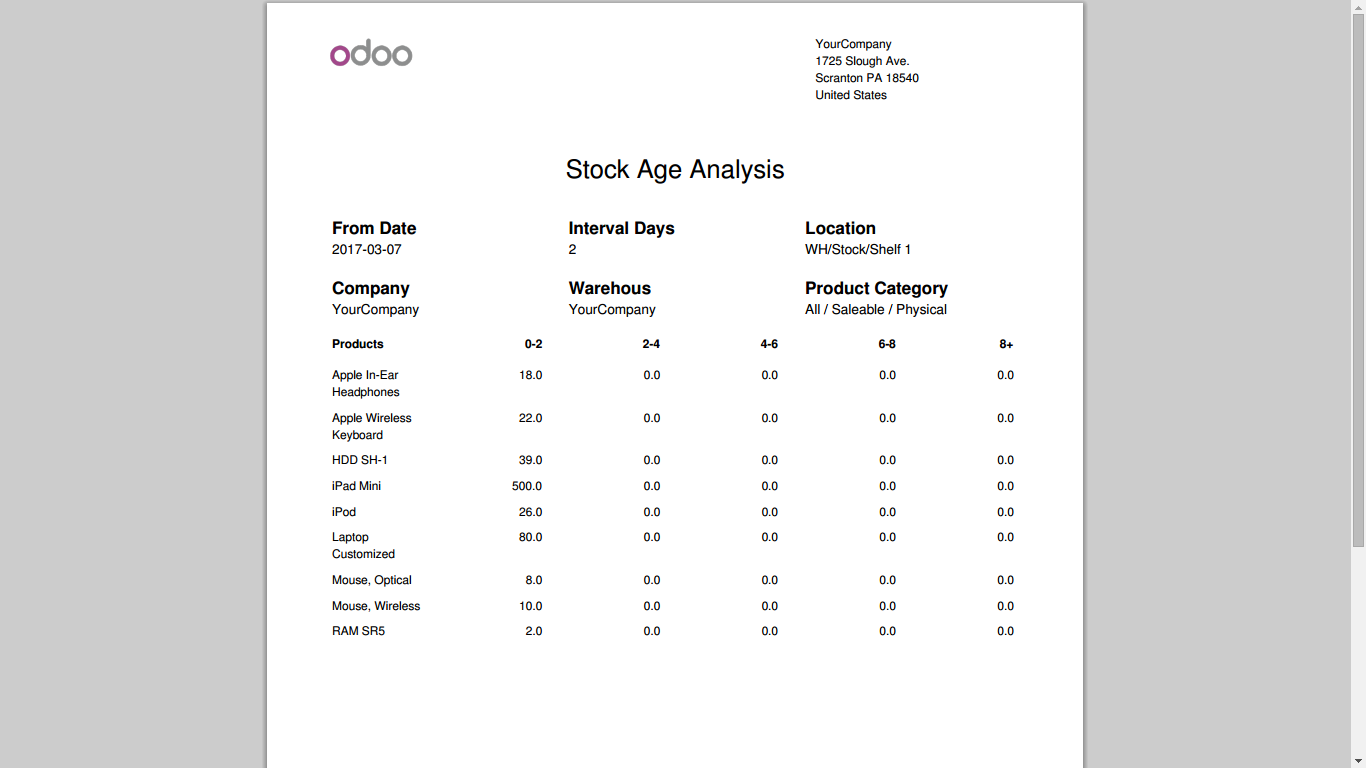 odoo
YourCompany
1725 Slough Ave.
Scranton PA 18540
United States
Stock Age Analysis
From Date Interval Days Location
2017-03-07 2 WH/Stock/Shelf 1
Company Warehous Product Category
YourCompany YourCompany All / Saleable / Physical
Products 0-2 2-4 4-6 6-8 8+
Apple In-Ear 18.0 0.0 0.0 0.0 0.0
Headphones
Apple Wireless 22.0 0.0 0.0 0.0 0.0
Keyboard
HDD SH-1 39.0 0.0 0.0 0.0 0.0
iPad Mini 500.0 0.0 0.0 0.0 0.0
iPod 26.0 0.0 0.0 0.0 0.0
Laptop 80.0 0.0 0.0 0.0 0.0
Customized
Mouse, Optical 8.0 0.0 0.0 0.0 0.0
Mouse, Wireless 10.0 0.0 0.0 0.0 0.0
RAM SR5 2.0 0.0 0.0 0.0 0.0